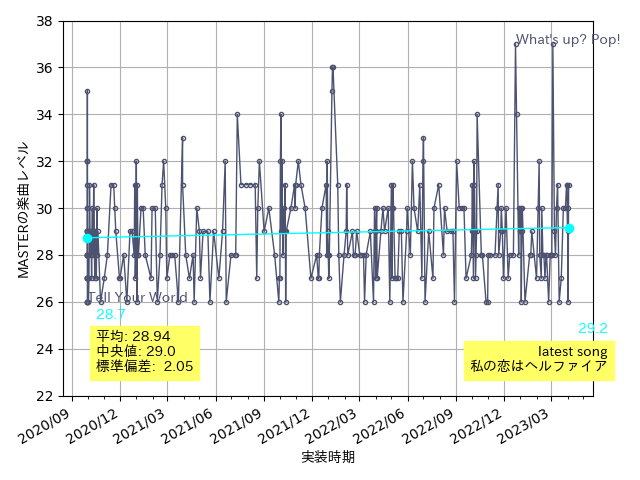 38
36
34
32
30
28
26
24
22
MASTERの楽曲レベル
What's up? Pop!
Tell Your World
28.7
29.2
平均: 28.94
中央値: 29.0
標準偏差: 2.05
latest song
私の恋はヘルファイア
2020/09
2020/12
2021/03
2021/06
2021/09
2021/12
2022/03
2022/06
2022/09
2022/12
2023/03
実装時期